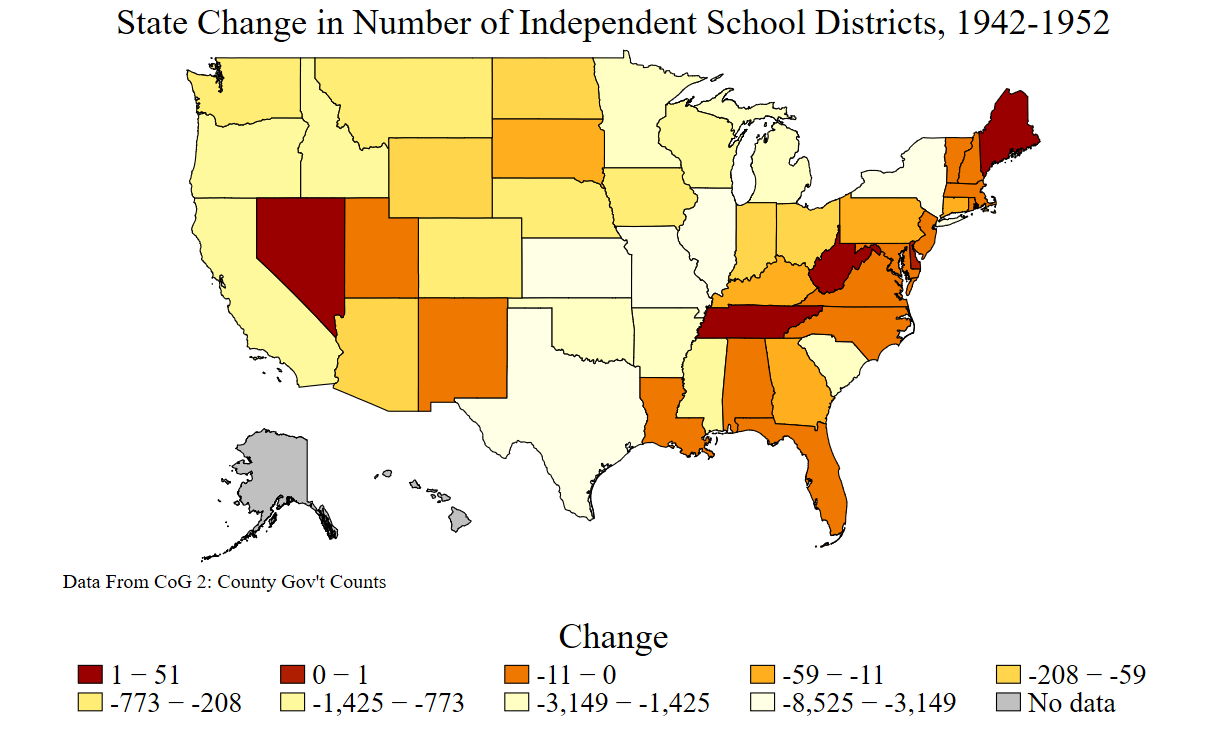 State Change in Number of Independent School Districts, 1942-1952
Data From CoG 2: County Gov't Counts
Change
1 − 51 0 − 1 -11 − 0 -59 − -11 -208 − -59
-773 − -208 -1,425 − -773 -3,149 − -1,425 -8,525 − -3,149 No data